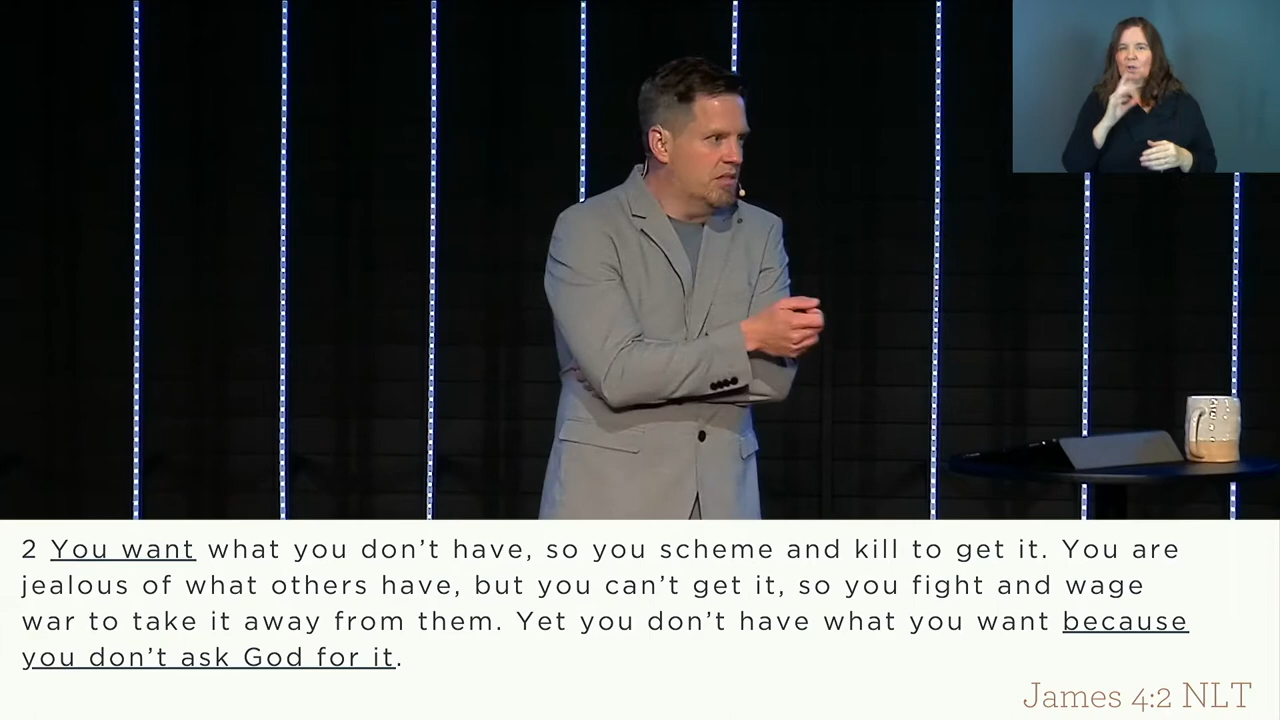 2 You want what you don’t have, so you scheme and kill to get it. You are
jealous of what others have, but you can’t get it, so you fight and wage
war to take it away from them. Yet you don’t have what you want because
you don’t ask God for it.
James 4:2 NLT